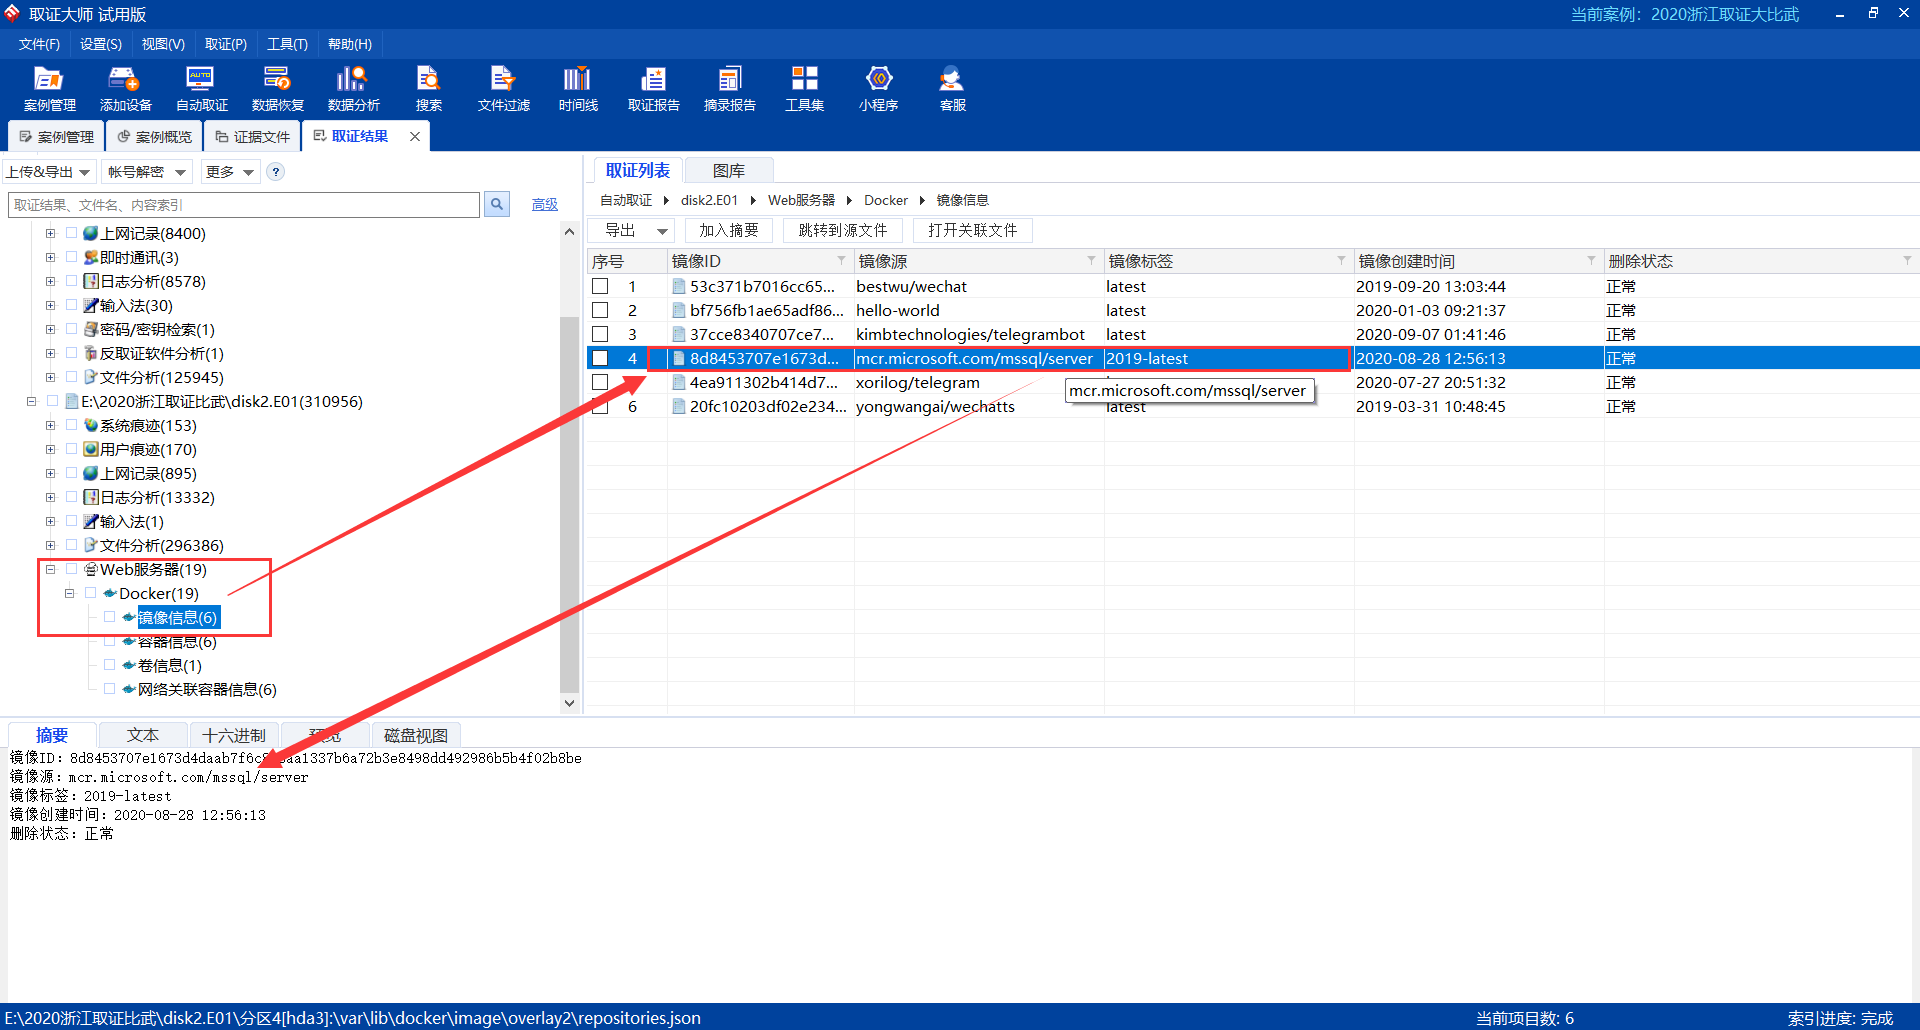 取证大师 试用版
当前案例：2020浙江取证大比武
文件(F) 设置(S) 视图(V) 取证(P) 工具(T) 帮助(H)
案例管理 添加设备 自动取证 数据恢复 数据分析 搜索 文件过滤 时间线 取证报告 摘录报告 工具集 小程序 客服
案例管理 案例概览 证据文件 取证结果
上传&导出 帐号解密 更多 ?
取证结果、文件名、内容索引 高级
上网记录(8400)
即时通讯(3)
日志分析(8578)
输入法(30)
密码/密钥检索(1)
反取证软件分析(1)
文件分析(125945)
E:\2020浙江取证比武\disk2.E01(310956)
系统痕迹(153)
用户痕迹(170)
上网记录(895)
日志分析(13332)
输入法(1)
文件分析(296386)
Web服务器(19)
Docker(19)
镜像信息(6)
容器信息(6)
卷信息(1)
网络关联容器信息(6)
取证列表 图库
自动取证 disk2.E01 Web服务器 Docker 镜像信息
导出 加入摘要 跳转到源文件 打开关联文件
序号 镜像ID 镜像源 镜像标签 镜像创建时间 删除状态
1 53c371b7016cc65... bestwu/wechat latest 2019-09-20 13:03:44 正常
2 bf756fb1ae65adf86... hello-world latest 2020-01-03 09:21:37 正常
3 37cce8340707ce7... kimbtechnologies/telegrambot latest 2020-09-07 01:41:46 正常
4 8d8453707e1673d... mcr.microsoft.com/mssql/server 2019-latest 2020-08-28 12:56:13 正常
4ea911302b414d7... xorilog/telegram 2020-07-27 20:51:32 正常
mcr.microsoft.com/mssql/server
6 20fc10203df02e234... yongwangai/wechatts latest 2019-03-31 10:48:45 正常
摘要 文本 十六进制 预览 磁盘视图
镜像ID：8d8453707e1673d4daab7f6c aa1337b6a72b3e8498dd492986b5b4f02b8be
镜像源：mcr.microsoft.com/mssql/server
镜像标签：2019-latest
镜像创建时间：2020-08-28 12:56:13
删除状态：正常
E:\2020浙江取证比武\disk2.E01\分区4[hda3]:\var\lib\docker\image\overlay2\repositories.json
当前项目数: 6
索引进度: 完成